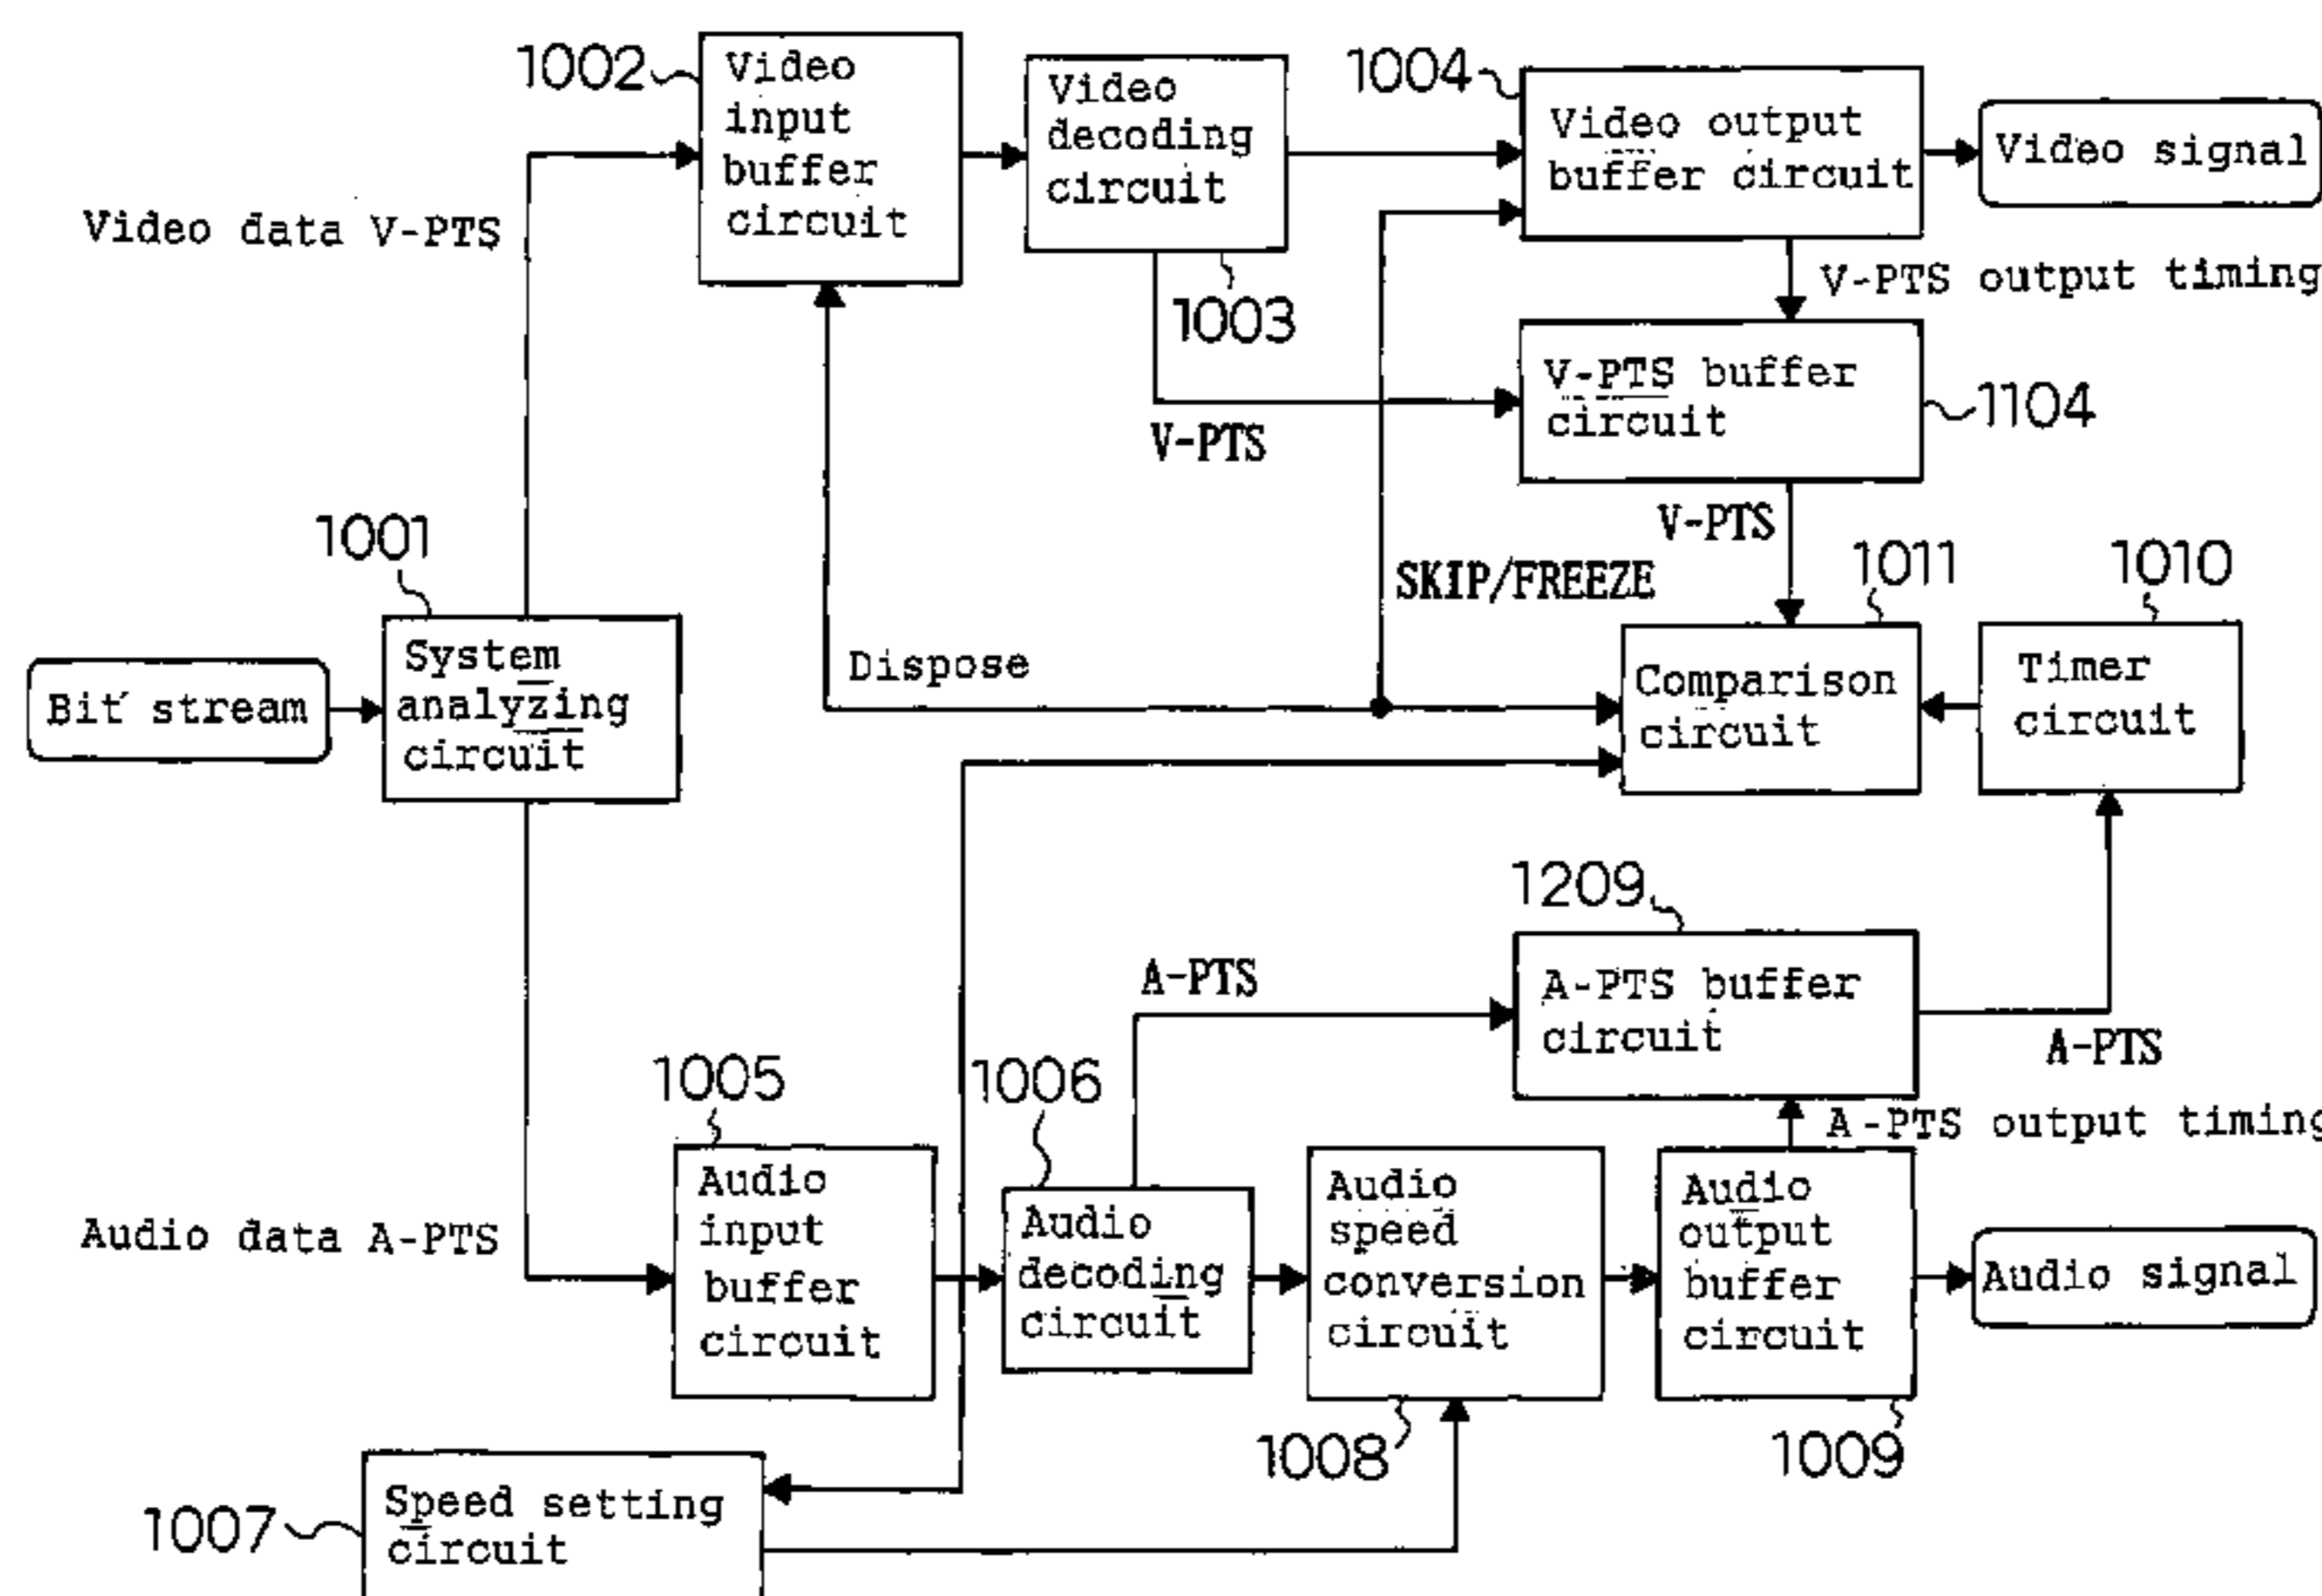 1002
Video
input
buffer
circuit
Video
decoding
circuit
1003
1004
Video output
buffer circuit
Video signal
Video data V-PTS
V-PTS output timing
V-PTS buffer
circuit
1104
V-PTS
V-PTS
1001
System
analyzing
circuit
Bit stream
SKIP/FREEZE
Dispose
1011
Comparison
circuit
1010
Timer
circuit
1209
A-PTS buffer
circuit
A-PTS
A-PTS
A-PTS output timing
1005
Audio
input
buffer
circuit
Audio data A-PTS
1006
Audio
decoding
circuit
Audio
speed
conversion
circuit
1008
Audio
output
buffer
circuit
1009
Audio signal
1007
Speed setting
circuit